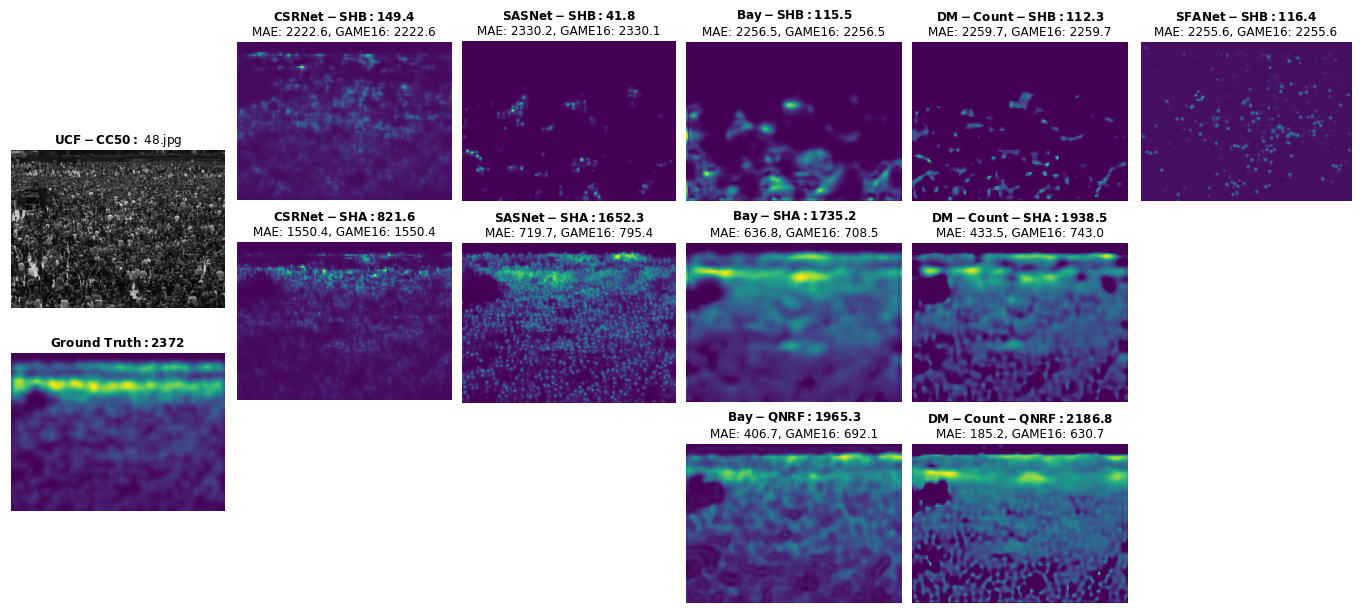 CSRNet − SHB : 149.4
MAE: 2222.6, GAME16: 2222.6
SASNet − SHB : 41.8
MAE: 2330.2, GAME16: 2330.1
Bay − SHB : 115.5
MAE: 2256.5, GAME16: 2256.5
DM − Count − SHB : 112.3
MAE: 2259.7, GAME16: 2259.7
SFANet − SHB : 116.4
MAE: 2255.6, GAME16: 2255.6
UCF − CC50 : 48.jpg
CSRNet − SHA : 821.6
MAE: 1550.4, GAME16: 1550.4
SASNet − SHA : 1652.3
MAE: 719.7, GAME16: 795.4
Bay − SHA : 1735.2
MAE: 636.8, GAME16: 708.5
DM − Count − SHA : 1938.5
MAE: 433.5, GAME16: 743.0
Ground Truth : 2372
Bay − QNRF : 1965.3
MAE: 406.7, GAME16: 692.1
DM − Count − QNRF : 2186.8
MAE: 185.2, GAME16: 630.7